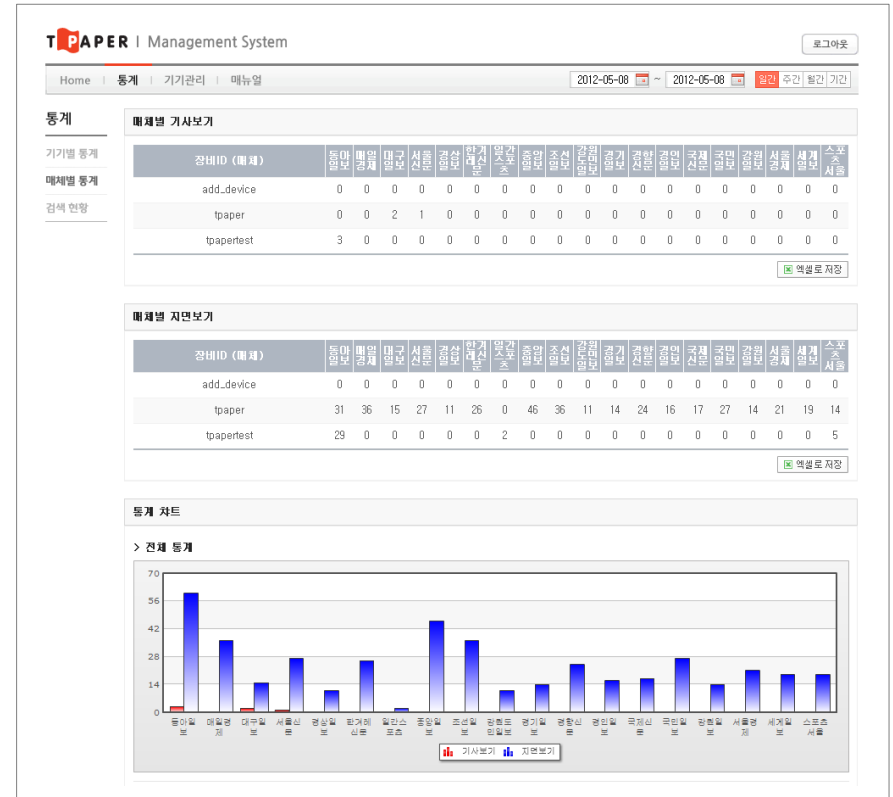 TPAPER | Management System
로그아웃
Home 통계 기기관리 매뉴얼 2012-05-08 ~ 2012-05-08 일간 주간 월간 기간
통계
기기별 통계
매체별 통계
검색 현황
매체별 기사보기
장비ID (매체) 동아일보 매일경제 대구일보 서울신문 경상일보 한겨레신문 일간스포츠 중앙일보 조선일보 강원도민일보 경기일보 경향신문 경인일보 국제신문 국민일보 강원일보 서울경제 세계일보 스포츠서울
add_device 0 0 0 0 0 0 0 0 0 0 0 0 0 0 0 0 0 0 0
tpaper 0 0 2 1 0 0 0 0 0 0 0 0 0 0 0 0 0 0 0
tpapertest 3 0 0 0 0 0 0 0 0 0 0 0 0 0 0 0 0 0 0
엑셀로 저장
매체별 지면보기
장비ID (매체) 동아일보 매일경제 대구일보 서울신문 경상일보 한겨레신문 일간스포츠 중앙일보 조선일보 강원도민일보 경기일보 경향신문 경인일보 국제신문 국민일보 강원일보 서울경제 세계일보 스포츠서울
add_device 0 0 0 0 0 0 0 0 0 0 0 0 0 0 0 0 0 0 0
tpaper 31 36 15 27 11 26 0 46 36 11 14 24 16 17 27 14 21 19 14
tpapertest 29 0 0 0 0 0 2 0 0 0 0 0 0 0 0 0 0 0 5
엑셀로 저장
통계 챠트
> 전체 통계
70
56
42
28
14
0
동아일보 매일경제 대구일보 서울신문 경상일보 한겨레신문 일간스포츠 중앙일보 조선일보 강원도민일보 경기일보 경향신문 경인일보 국제신문 국민일보 강원일보 서울경제 세계일보 스포츠서울
기사보기 지면보기